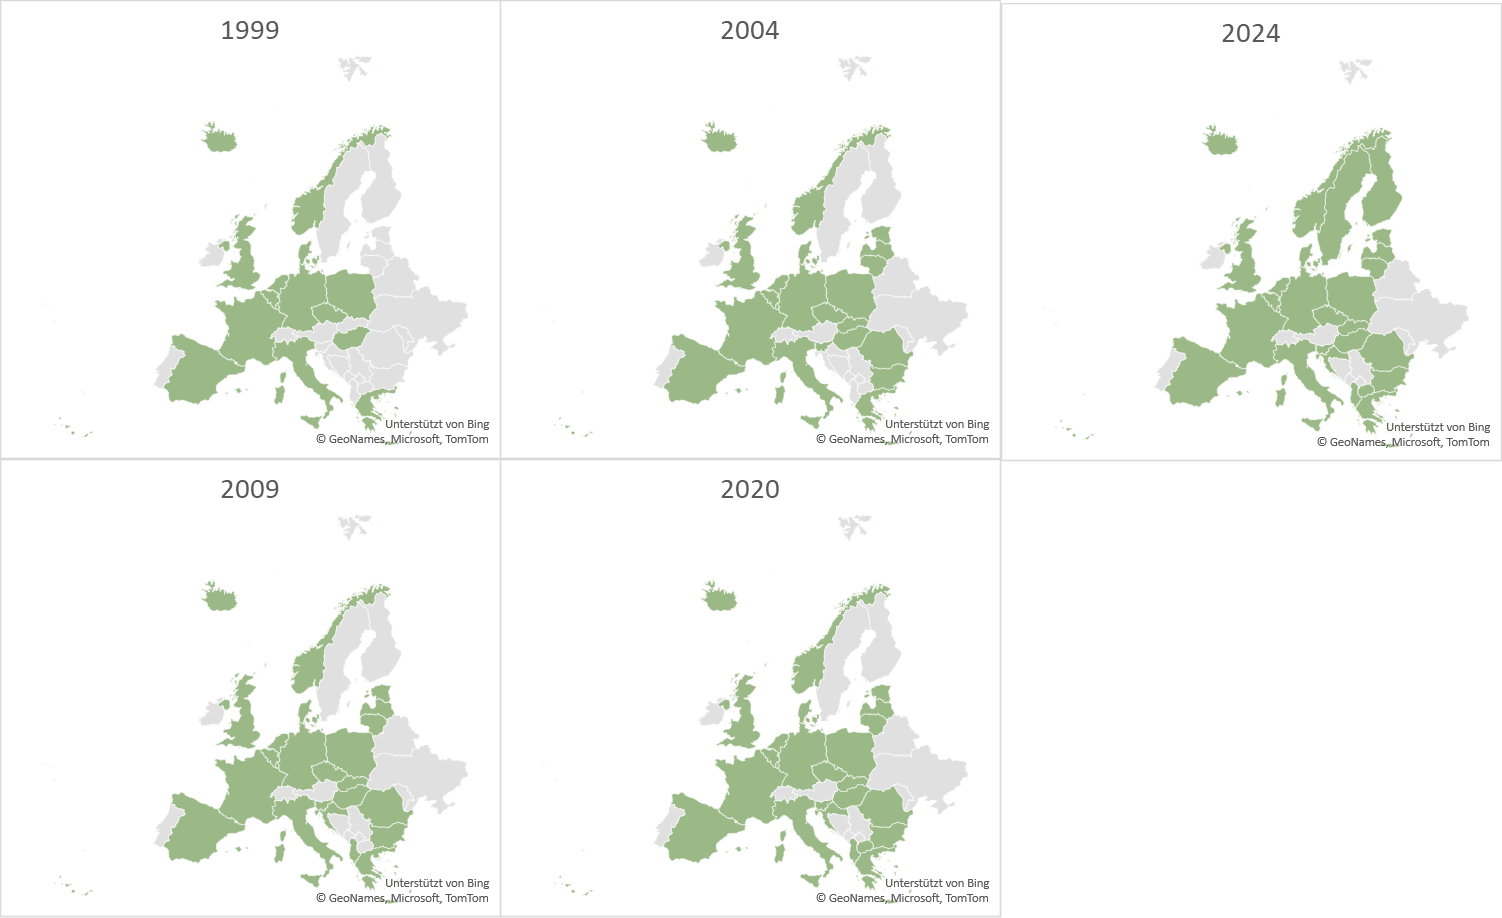 1999
Unterstützt von Bing
© GeoNames, Microsoft, TomTom
2004
Unterstützt von Bing
© GeoNames, Microsoft, TomTom
2024
Unterstützt von Bing
© GeoNames, Microsoft, TomTom
2009
Unterstützt von Bing
© GeoNames, Microsoft, TomTom
2020
Unterstützt von Bing
© GeoNames, Microsoft, TomTom